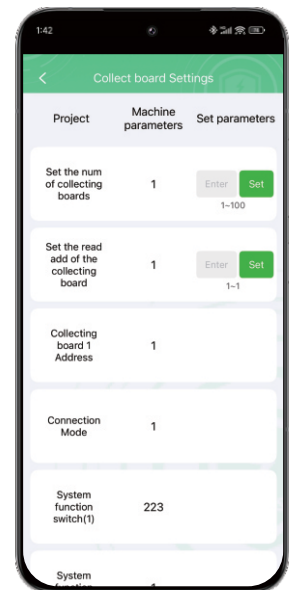 1:42
Collect board Settings
Project Machine parameters Set parameters
Set the num
of collecting
boards
1
Enter Set
1~100
Set the read
add of the
collecting
board
1
Enter Set
1~1
Collecting
board 1
Address
1
Connection
Mode
1
System
function
switch(1)
223
System
function
1